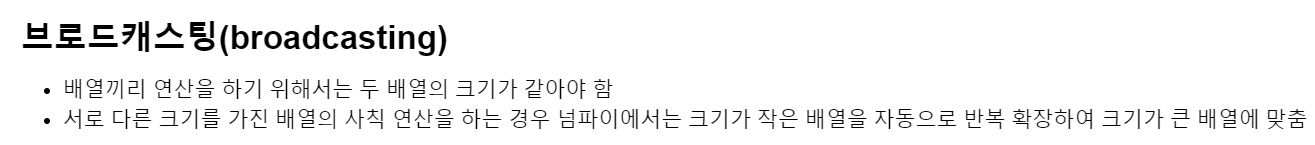 브로드캐스팅(broadcasting)
• 배열끼리 연산을 하기 위해서는 두 배열의 크기가 같아야 함
• 서로 다른 크기를 가진 배열의 사칙 연산을 하는 경우 넘파이에서는 크기가 작은 배열을 자동으로 반복 확장하여 크기가 큰 배열에 맞춤